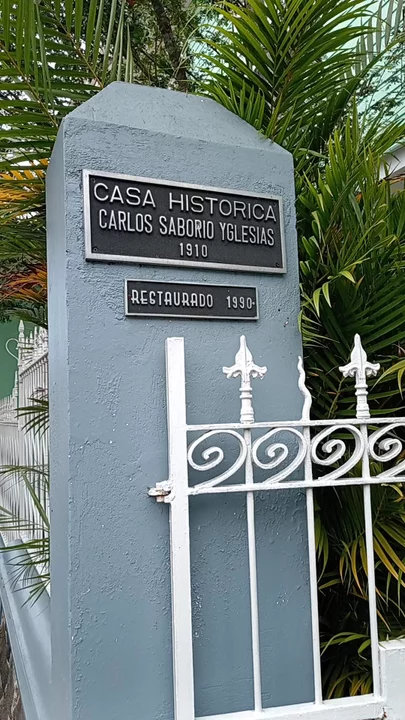 CASA HISTORICA
CARLOS SABORIO YGLESIAS
1910
RESTAURADO 1990.